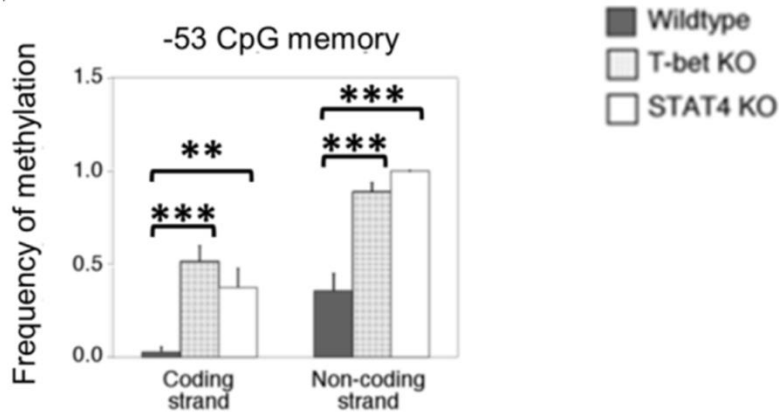 -53 CpG memory
Wildtype
T-bet KO
STAT4 KO
Frequency of methylation
1.5
1.0
0.5
0.0
**
***
***
***
Coding
strand
Non-coding
strand